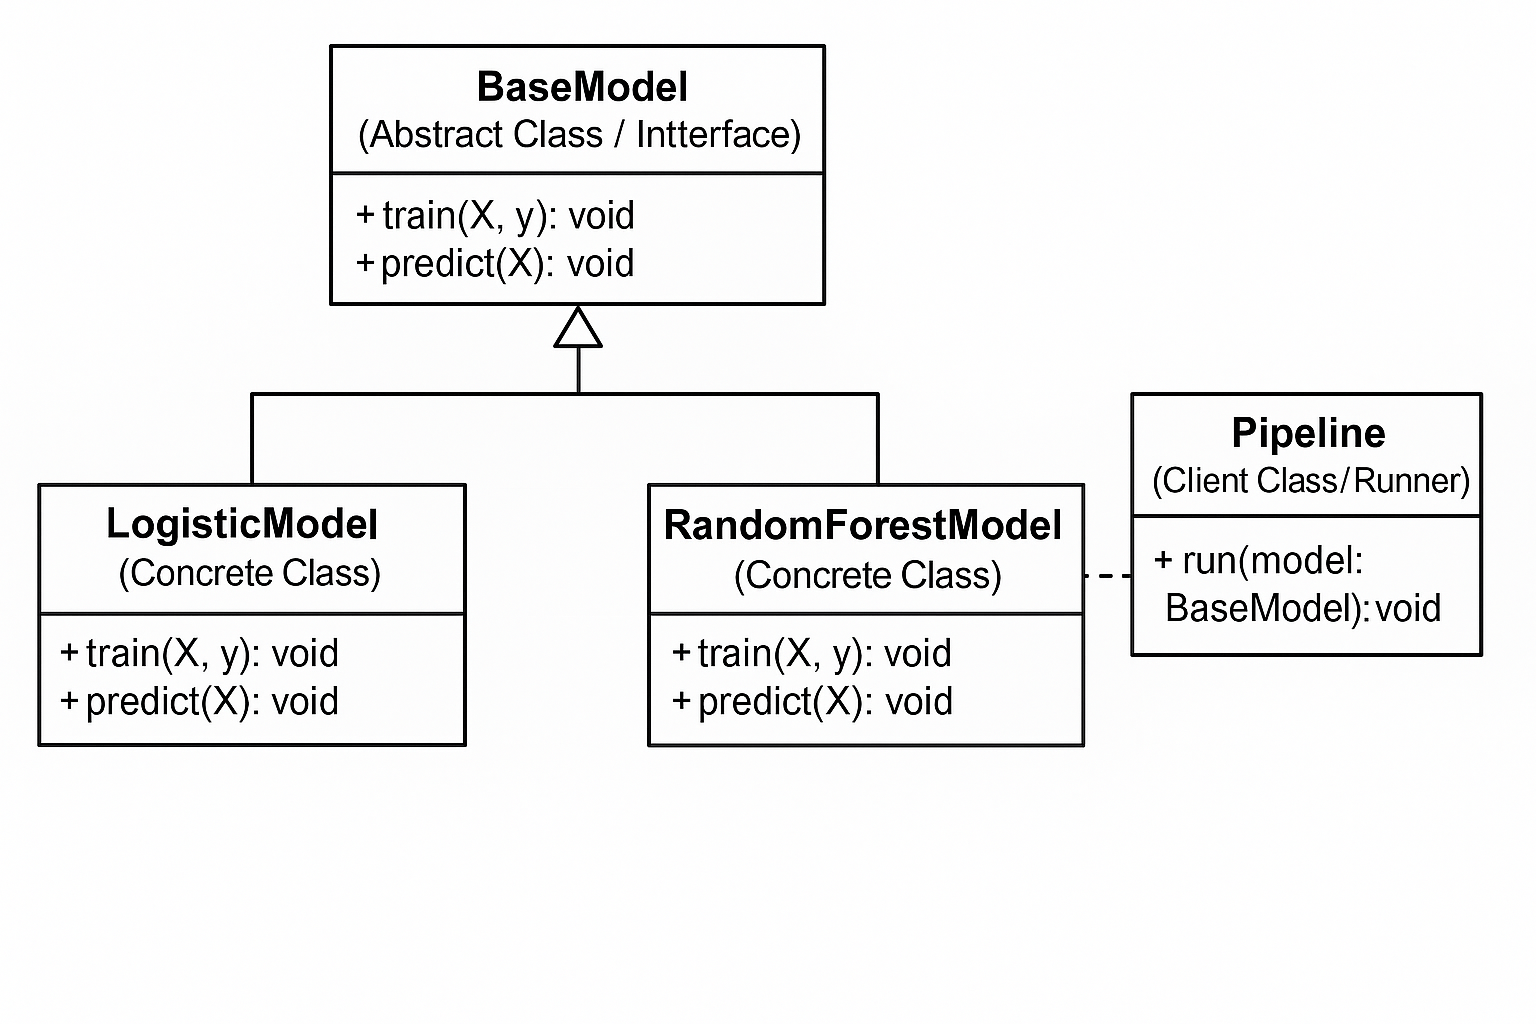 BaseModel
(Abstract Class / Intterface)
+ train(X, y): void
+ predict(X): void
LogisticModel
(Concrete Class)
+ train(X, y): void
+ predict(X): void
RandomForestModel
(Concrete Class)
+ train(X, y): void
+ predict(X): void
Pipeline
(Client Class/Runner)
+ run(model:
BaseModel): void